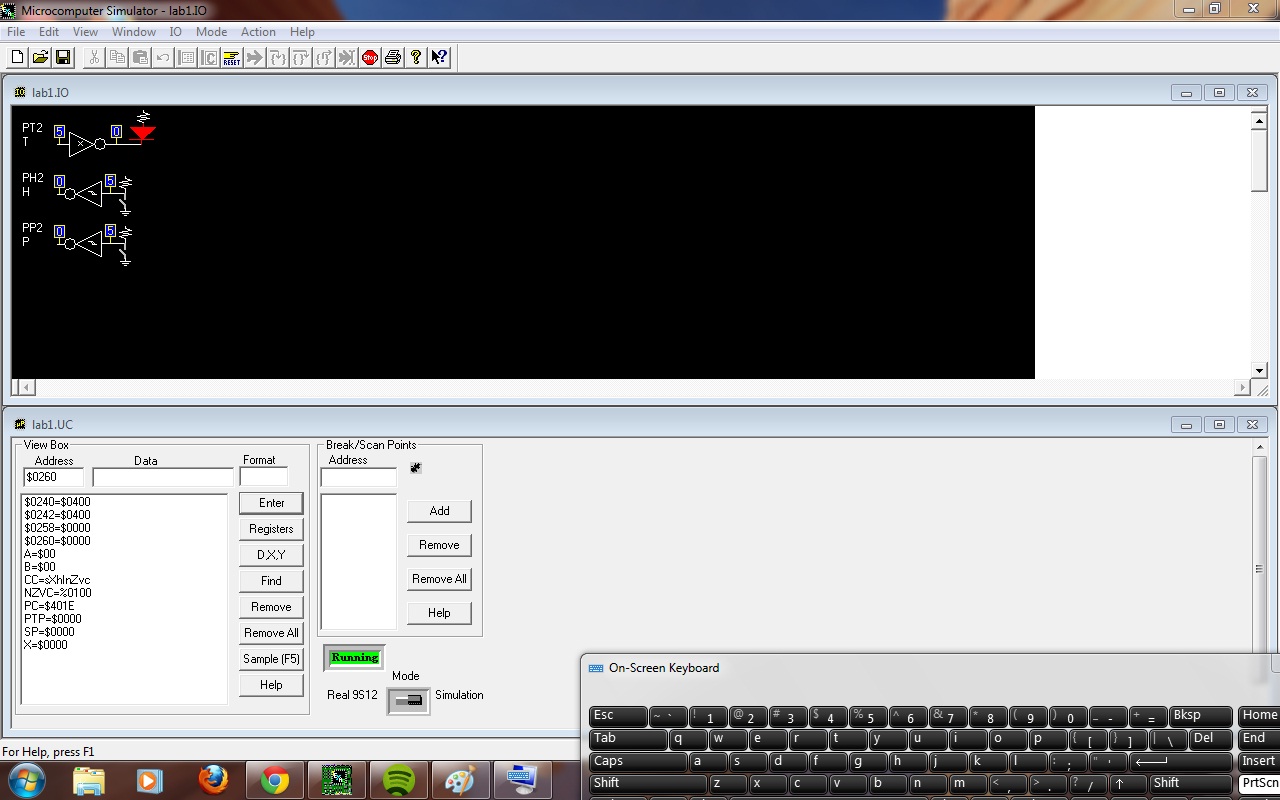 Microcomputer Simulator - lab1.IO
File Edit View Window IO Mode Action Help
RESET Stop ? ?
lab1.IO
PT2 5 0
T
PH2 0 5
H
PP2 0 5
P
lab1.UC
View Box
Address Data Format
$0260
Enter
Registers
D,X,Y
Find
Remove
Remove All
Sample (F5)
Help
$0240=$0400
$0242=$0400
$0258=$0000
$0260=$0000
A=$00
B=$00
CC=sXhInZvc
NZVC=%0100
PC=$401E
PTP=$0000
SP=$0000
X=$0000
Break/Scan Points
Address
Add
Remove
Remove All
Help
Running
Mode
Real 9S12 Simulation
For Help, press F1
On-Screen Keyboard
Esc ~ ` ! 1 @ 2 # 3 $ 4 % 5 ^ 6 & 7 * 8 ( 9 ) 0 _ - + = Bksp Home
Tab q w e r t y u i o p { [ } ] | \ Del End
Caps a s d f g h j k l : ; " ' Insert
Shift z x c v b n m < , > . ? / Shift PrtScn